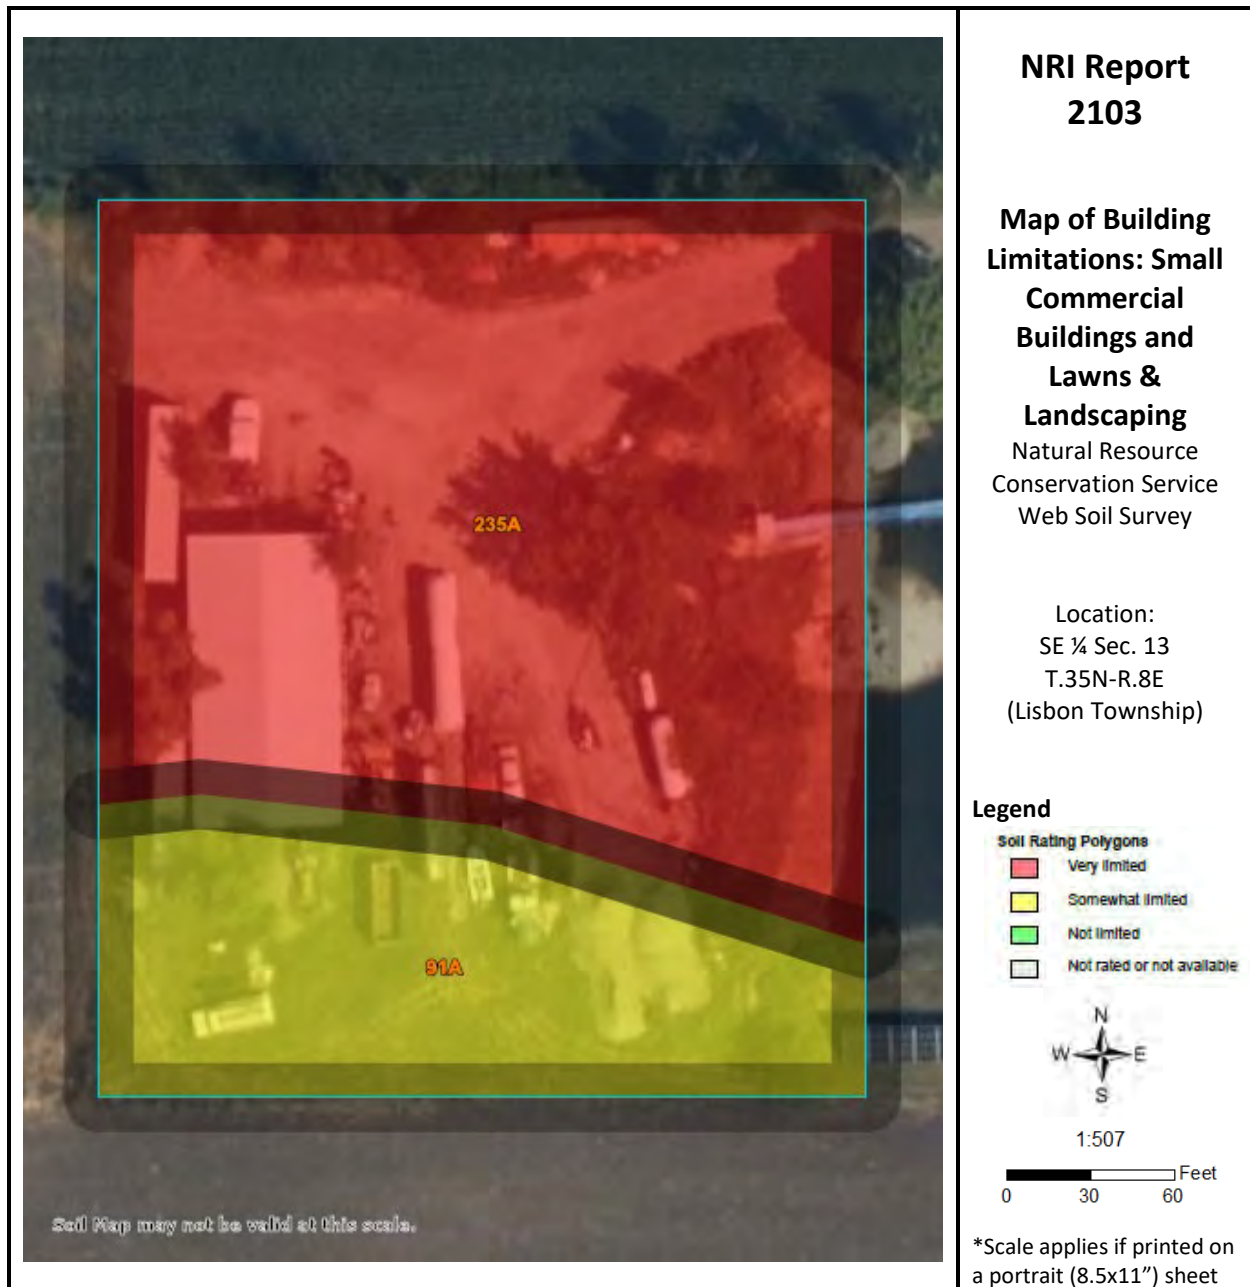 NRI Report
2103
Map of Building
Limitations: Small
Commercial
Buildings and
Lawns &
Landscaping
Natural Resource
Conservation Service
Web Soil Survey
Location:
SE ¼ Sec. 13
T.35N-R.8E
(Lisbon Township)
Legend
Soil Rating Polygons
Very limited
Somewhat limited
Not limited
Not rated or not available
N
W E
S
1:507
Feet
0 30 60
*Scale applies if printed on
a portrait (8.5x11”) sheet
235A
91A
Soil Map may not be valid at this scale.